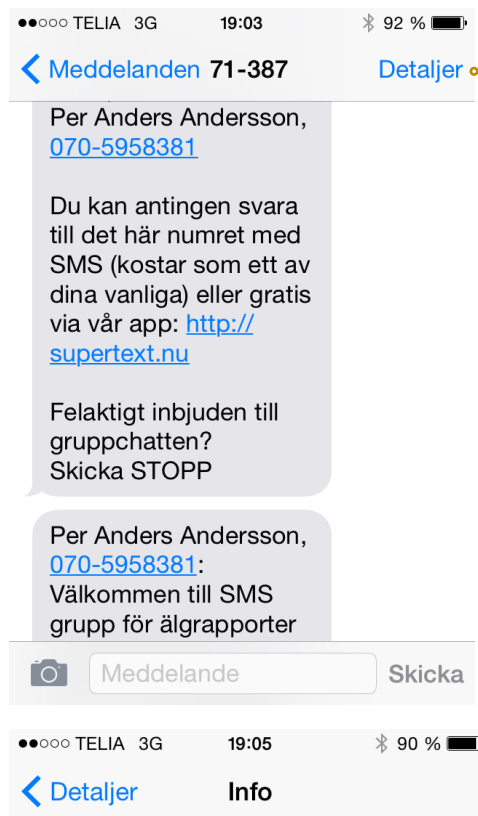 TELIA 3G 19:03 92 %
Meddelanden 71-387 Detaljer
Per Anders Andersson,
070-5958381
Du kan antingen svara
till det här numret med
SMS (kostar som ett av
dina vanliga) eller gratis
via vår app: http://
supertext.nu
Felaktigt inbjuden till
gruppchatten?
Skicka STOPP
Per Anders Andersson,
070-5958381:
Välkommen till SMS
grupp för älgrapporter
Meddelande Skicka
TELIA 3G 19:05 90 %
Detaljer Info